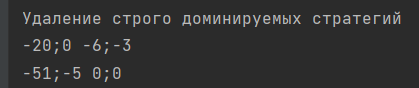 Удаление строго доминируемых стратегий
-20;0 -6;-3
-51;-5 0;0